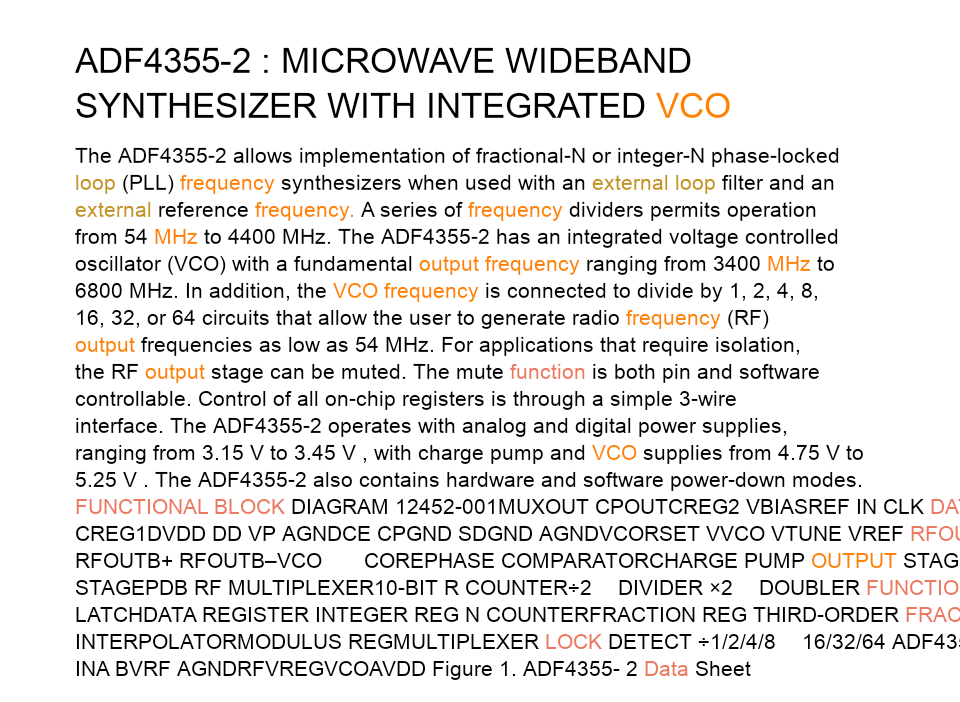 ADF4355-2 : MICROWAVE WIDEBAND
SYNTHESIZER WITH INTEGRATED VCO
The ADF4355-2 allows implementation of fractional-N or integer-N phase-locked
loop (PLL) frequency synthesizers when used with an external loop filter and an
external reference frequency. A series of frequency dividers permits operation
from 54 MHz to 4400 MHz. The ADF4355-2 has an integrated voltage controlled
oscillator (VCO) with a fundamental output frequency ranging from 3400 MHz to
6800 MHz. In addition, the VCO frequency is connected to divide by 1, 2, 4, 8,
16, 32, or 64 circuits that allow the user to generate radio frequency (RF)
output frequencies as low as 54 MHz. For applications that require isolation,
the RF output stage can be muted. The mute function is both pin and software
controllable. Control of all on-chip registers is through a simple 3-wire
interface. The ADF4355-2 operates with analog and digital power supplies,
ranging from 3.15 V to 3.45 V , with charge pump and VCO supplies from 4.75 V to
5.25 V . The ADF4355-2 also contains hardware and software power-down modes.
FUNCTIONAL BLOCK DIAGRAM 12452-001MUXOUT CPOUTCREG2 VBIASREF IN CLK
CREG1DVDD DD VP AGNDCE CPGND SDGND AGNDVCORSET VVCO VTUNE VREF
RFOUTB+ RFOUTB–VCO COREPHASE COMPARATORCHARGE PUMP OUTPUT
STAGEPDB RF MULTIPLEXER10-BIT R COUNTER÷2 DIVIDER ×2 DOUBLER
LATCHDATA REGISTER INTEGER REG N COUNTERFRACTION REG THIRD-ORDER
INTERPOLATORMODULUS REGMULTIPLEXER LOCK DETECT ÷1/2/4/8 16/32/64
INA BVRF AGNDRFVREGVCOAVDD Figure 1. ADF4355- 2 Data Sheet